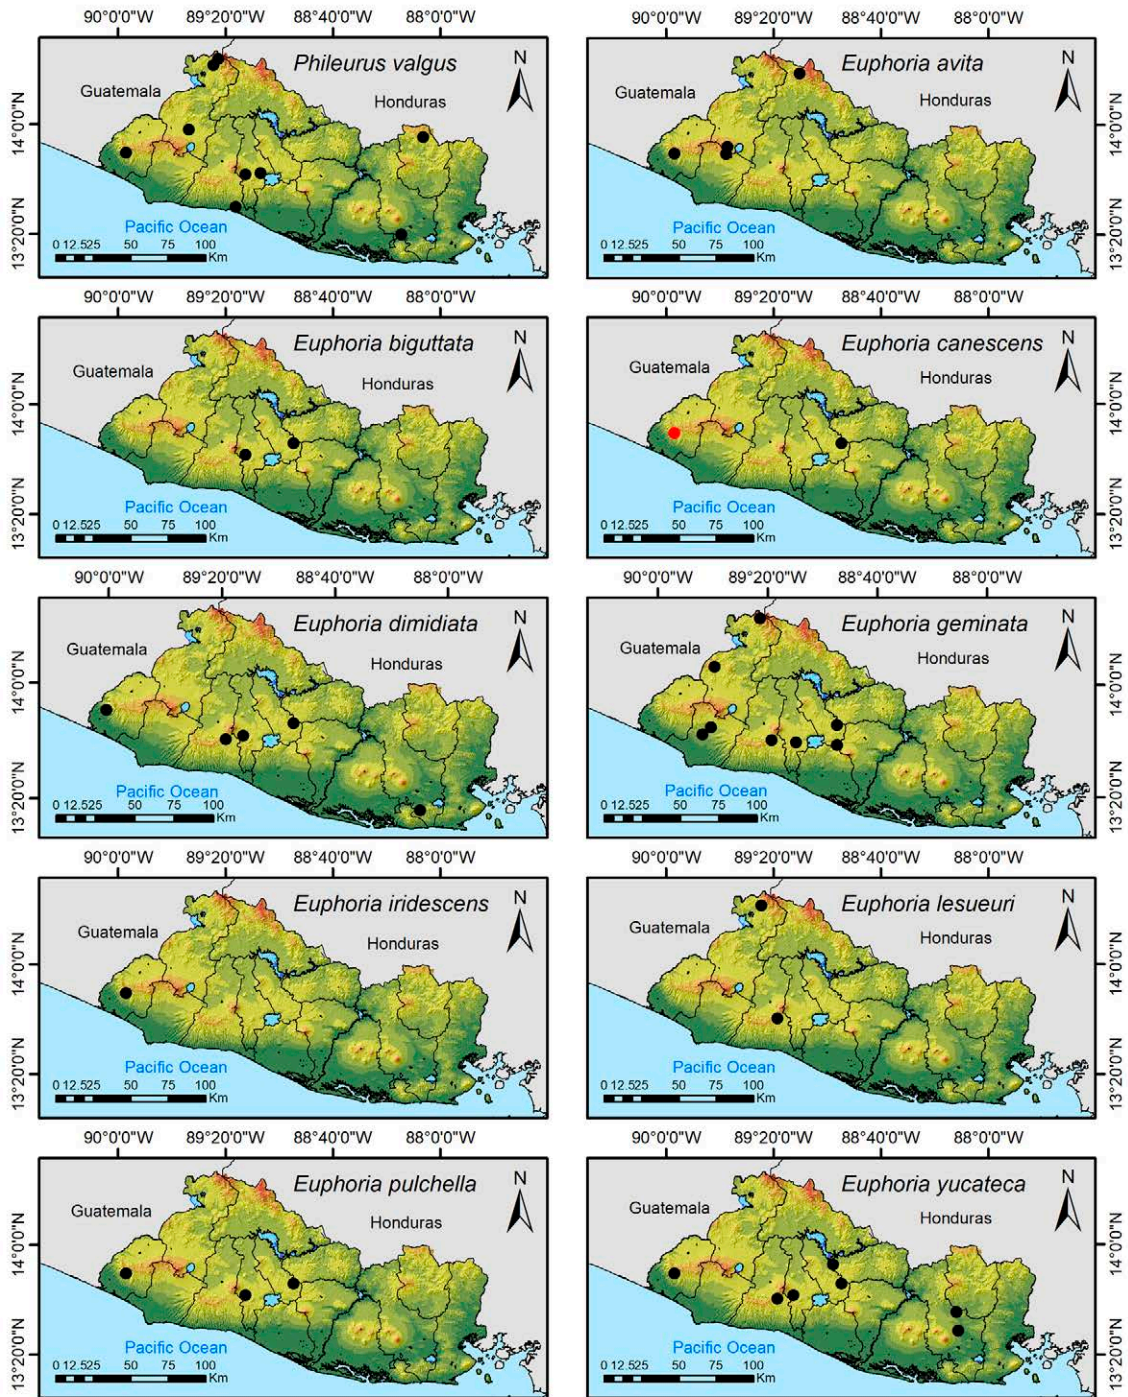 90°0'0"W 89°20'0"W 88°40'0"W 88°0'0"W
Phileurus valgus
N
Guatemala
Honduras
14°0'0"N
13°20'0"N
Pacific Ocean
0 12.525 50 75 100
Km
90°0'0"W 89°20'0"W 88°40'0"W 88°0'0"W
Euphoria avita
N
Guatemala
Honduras
14°0'0"N
13°20'0"N
Pacific Ocean
0 12.525 50 75 100
Km
Euphoria biguttata
N
Guatemala
Honduras
14°0'0"N
13°20'0"N
Pacific Ocean
0 12.525 50 75 100
Km
90°0'0"W 89°20'0"W 88°40'0"W 88°0'0"W
Euphoria canescens
N
Guatemala
Honduras
14°0'0"N
13°20'0"N
Pacific Ocean
0 12.525 50 75 100
Km
90°0'0"W 89°20'0"W 88°40'0"W 88°0'0"W
90°0'0"W 89°20'0"W 88°40'0"W 88°0'0"W
Euphoria dimidiata
N
Guatemala
Honduras
14°0'0"N
13°20'0"N
Pacific Ocean
0 12.525 50 75 100
Km
90°0'0"W 89°20'0"W 88°40'0"W 88°0'0"W
Euphoria geminata
N
Guatemala
Honduras
14°0'0"N
13°20'0"N
Pacific Ocean
0 12.525 50 75 100
Km
90°0'0"W 89°20'0"W 88°40'0"W 88°0'0"W
Euphoria iridescens
N
Guatemala
Honduras
14°0'0"N
13°20'0"N
Pacific Ocean
0 12.525 50 75 100
Km
90°0'0"W 89°20'0"W 88°40'0"W 88°0'0"W
Euphoria lesueuri
N
Guatemala
Honduras
14°0'0"N
13°20'0"N
Pacific Ocean
0 12.525 50 75 100
Km
90°0'0"W 89°20'0"W 88°40'0"W 88°0'0"W
Euphoria pulchella
N
Guatemala
Honduras
14°0'0"N
13°20'0"N
Pacific Ocean
0 12.525 50 75 100
Km
90°0'0"W 89°20'0"W 88°40'0"W 88°0'0"W
Euphoria yucateca
N
Guatemala
Honduras
14°0'0"N
13°20'0"N
Pacific Ocean
0 12.525 50 75 100
Km